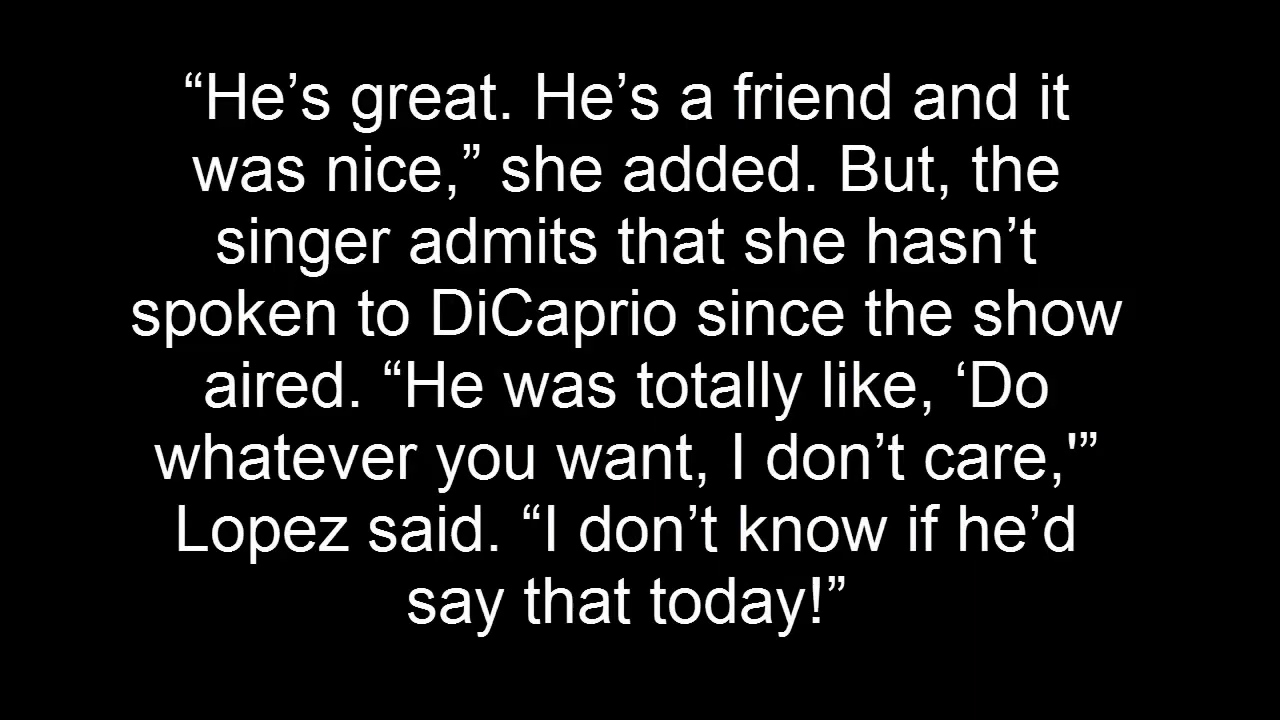 “He’s great. He’s a friend and it
was nice,” she added. But, the
singer admits that she hasn’t
spoken to DiCaprio since the show
aired. “He was totally like, ‘Do
whatever you want, I don’t care,'”
Lopez said. “I don’t know if he’d
say that today!”